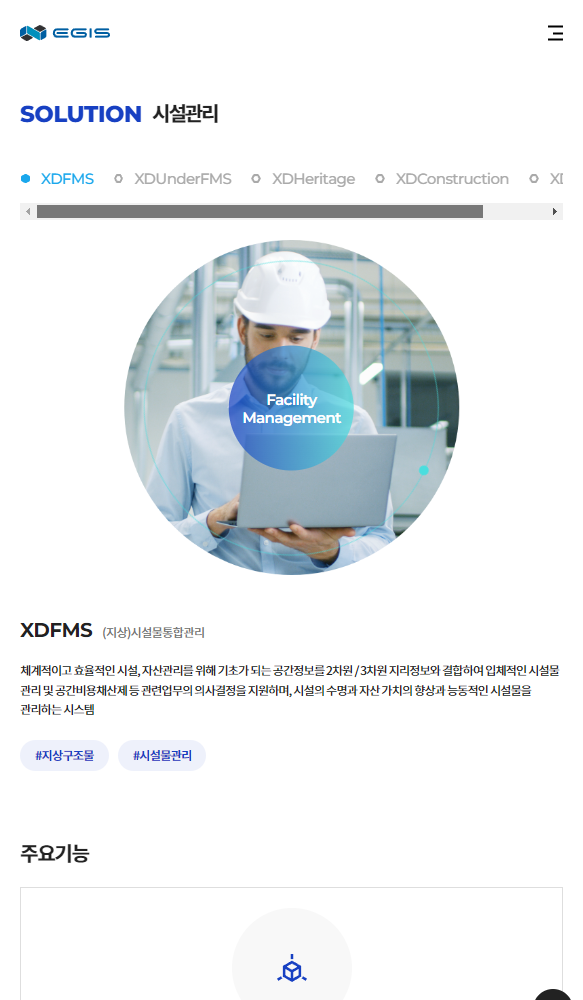 EGIS
SOLUTION 시설관리
XDFMS XDUnderFMS XDHeritage XDConstruction
Facility
Management
XDFMS (지상)시설물통합관리
체계적이고 효율적인 시설, 자산관리를 위해 기초가 되는 공간정보를 2차원 / 3차원 지리정보와 결합하여 입체적인 시설물
관리 및 공간비용채산제 등 관련업무의 의사결정을 지원하며, 시설의 수명과 자산 가치의 향상과 능동적인 시설물을
관리하는 시스템
#지상구조물 #시설물관리
주요기능